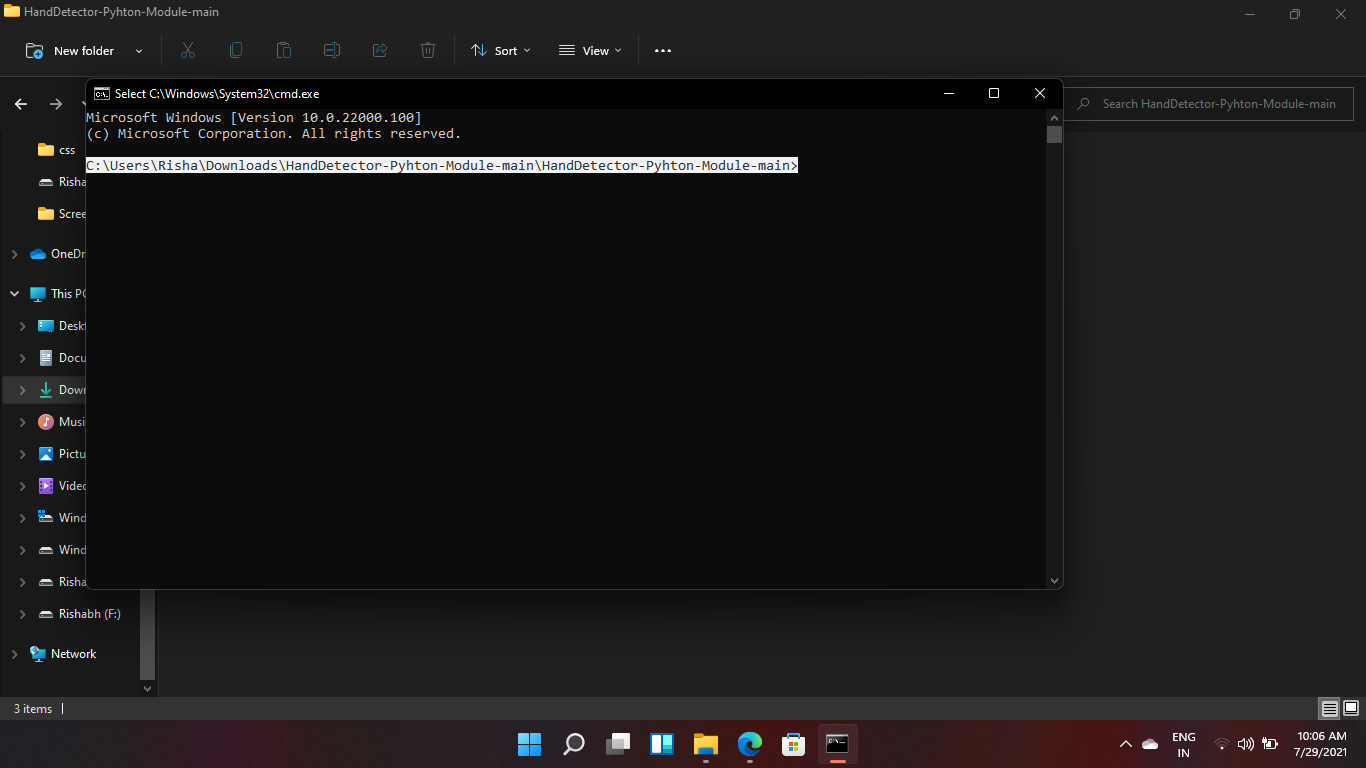 HandDetector-Pyhton-Module-main
New folder
Sort
View
Select C:\Windows\System32\cmd.exe
Search HandDetector-Pyhton-Module-main
Microsoft Windows [Version 10.0.22000.100]
(c) Microsoft Corporation. All rights reserved.
C:\Users\Risha\Downloads\HandDetector-Pyhton-Module-main\HandDetector-Pyhton-Module-main>
css
Risha
Scree
OneDr
This PC
Deskt
Docu
Down
Musi
Pictu
Videc
Wind
Wind
Risha
Rishabh (F:)
Network
3 items
ENG
IN
10:06 AM
7/29/2021